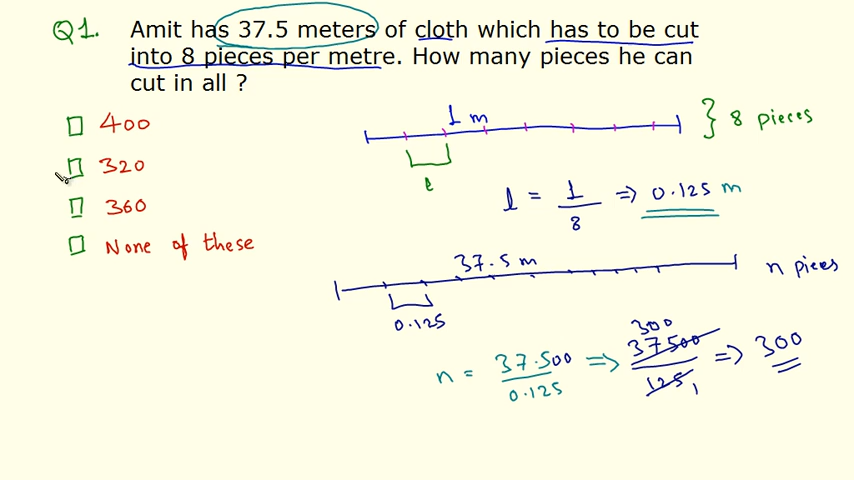 Q1. Amit has 37.5 meters of cloth which has to be cut
into 8 pieces per metre. How many pieces he can
cut in all ?
400
320
360
None of these
1 m
} 8 pieces
l
l = 1/8 => 0.125 m
37.5 m
n pieces
0.125
n = 37.500/0.125 => 37500/125 => 300
300
1